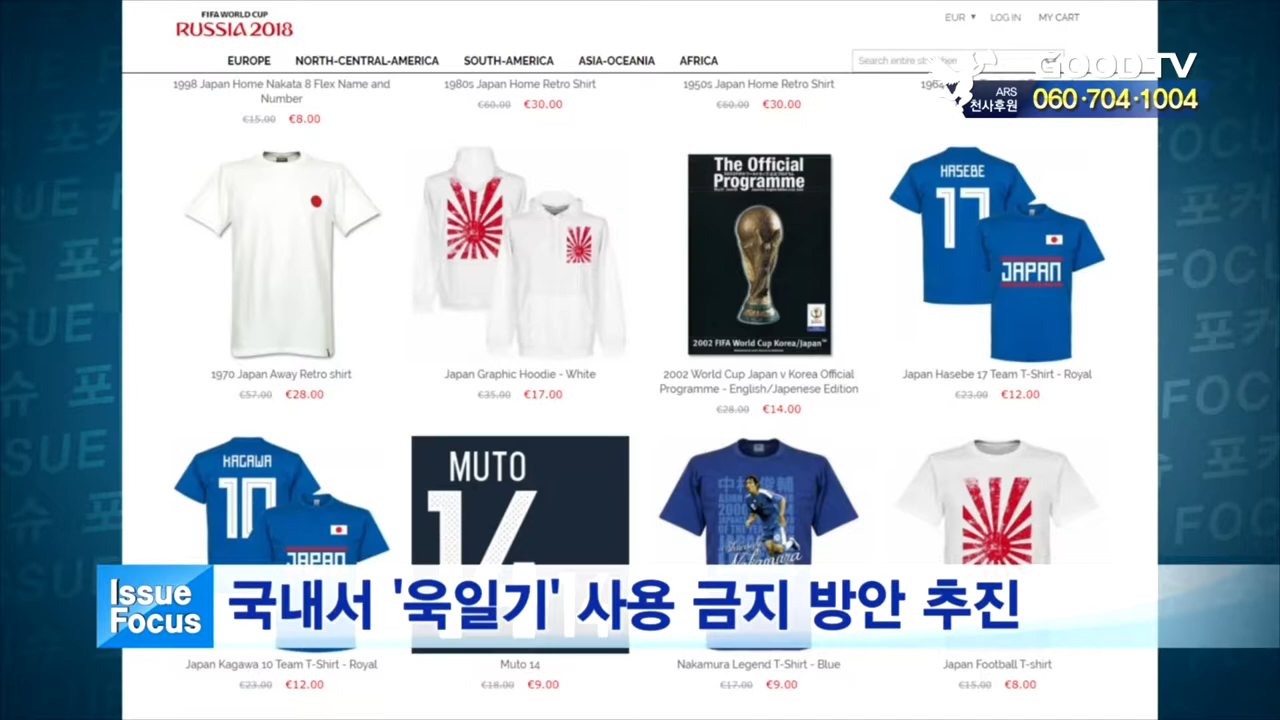 FIFA WORLD CUP
RUSSIA 2018
EUR ▼ LOG IN MY CART
EUROPE NORTH-CENTRAL-AMERICA SOUTH-AMERICA ASIA-OCEANIA AFRICA
Search entire
GOODTV
ARS
천사후원
060·704·1004
1998 Japan Home Nakata 8 Flex Name and
Number
€15.00 €8.00
1980s Japan Home Retro Shirt
€60.00 €30.00
1950s Japan Home Retro Shirt
€60.00 €30.00
The Official
Programme
2002 FIFA World Cup Korea/Japan™
HASEBE
17
JAPAN
1970 Japan Away Retro shirt
€57.00 €28.00
Japan Graphic Hoodie - White
€35.00 €17.00
2002 World Cup Japan v Korea Official
Programme - English/Japenese Edition
€28.00 €14.00
Japan Hasebe 17 Team T-Shirt - Royal
€23.00 €12.00
KAGAWA
10
JAPAN
MUTO
14
中村俊輔
Nakamura
Issue
Focus
국내서 '욱일기' 사용 금지 방안 추진
Japan Kagawa 10 Team T-Shirt - Royal
€23.00 €12.00
Muto 14
€18.00 €9.00
Nakamura Legend T-Shirt - Blue
€17.00 €9.00
Japan Football T-shirt
€15.00 €8.00